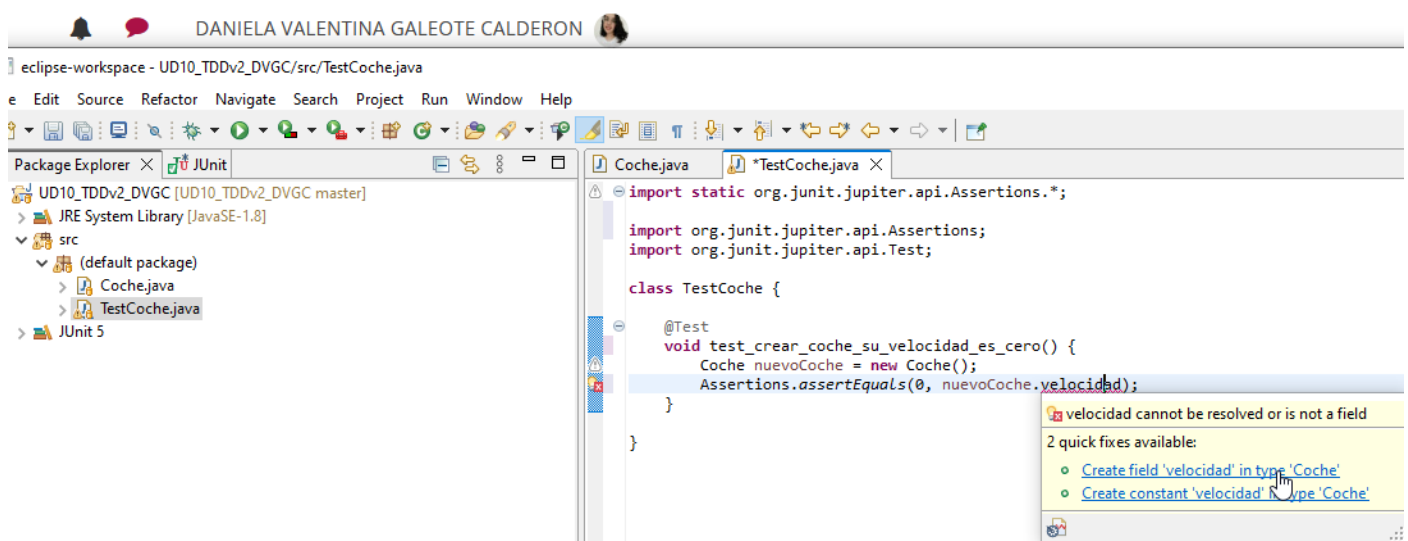 DANIELA VALENTINA GALEOTE CALDERON
eclipse-workspace - UD10_TDDv2_DVGC/src/TestCoche.java
e Edit Source Refactor Navigate Search Project Run Window Help
Package Explorer JUnit
UD10_TDDv2_DVGC [UD10_TDDv2_DVGC master]
JRE System Library [JavaSE-1.8]
src
(default package)
Coche.java
TestCoche.java
JUnit 5
Coche.java *TestCoche.java
import static org.junit.jupiter.api.Assertions.*;
import org.junit.jupiter.api.Assertions;
import org.junit.jupiter.api.Test;
class TestCoche {
@Test
void test_crear_coche_su_velocidad_es_cero() {
Coche nuevoCoche = new Coche();
Assertions.assertEquals(0, nuevoCoche.velocidad);
}
}
velocidad cannot be resolved or is not a field
2 quick fixes available:
Create field 'velocidad' in type 'Coche'
Create constant 'velocidad' in type 'Coche'